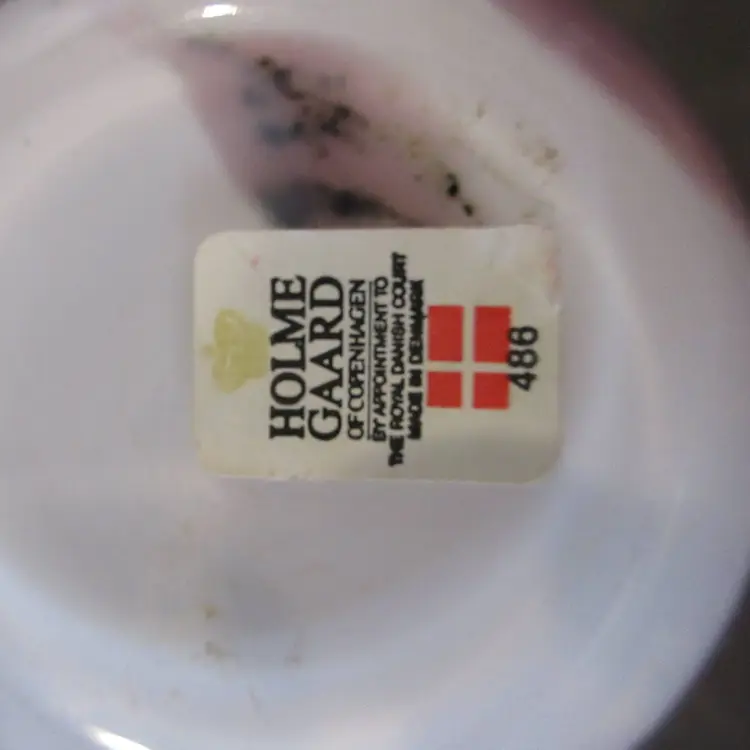 HOLME
GAARD
OF COPENHAGEN
BY APPOINTMENT TO
THE ROYAL DANISH COURT
MADE IN DENMARK
486